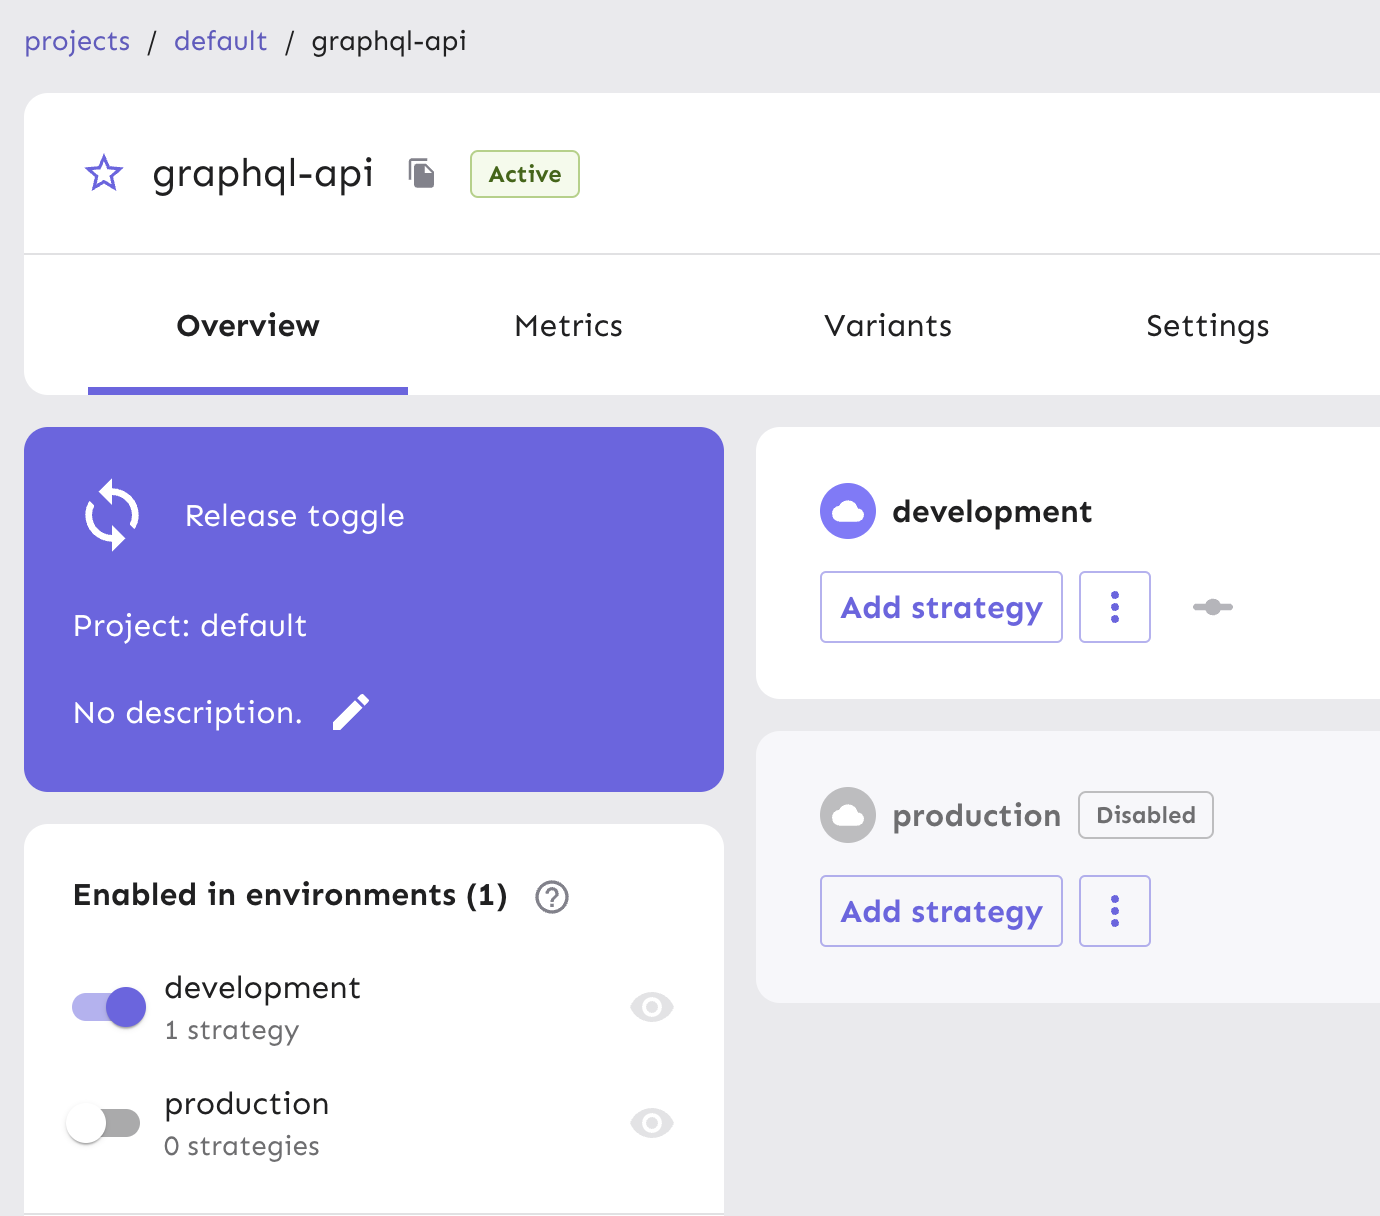 projects / default / graphql-api
graphql-api Active
Overview Metrics Variants Settings
Release toggle
Project: default
No description.
Enabled in environments (1)
development
1 strategy
production
0 strategies
development
Add strategy
production Disabled
Add strategy